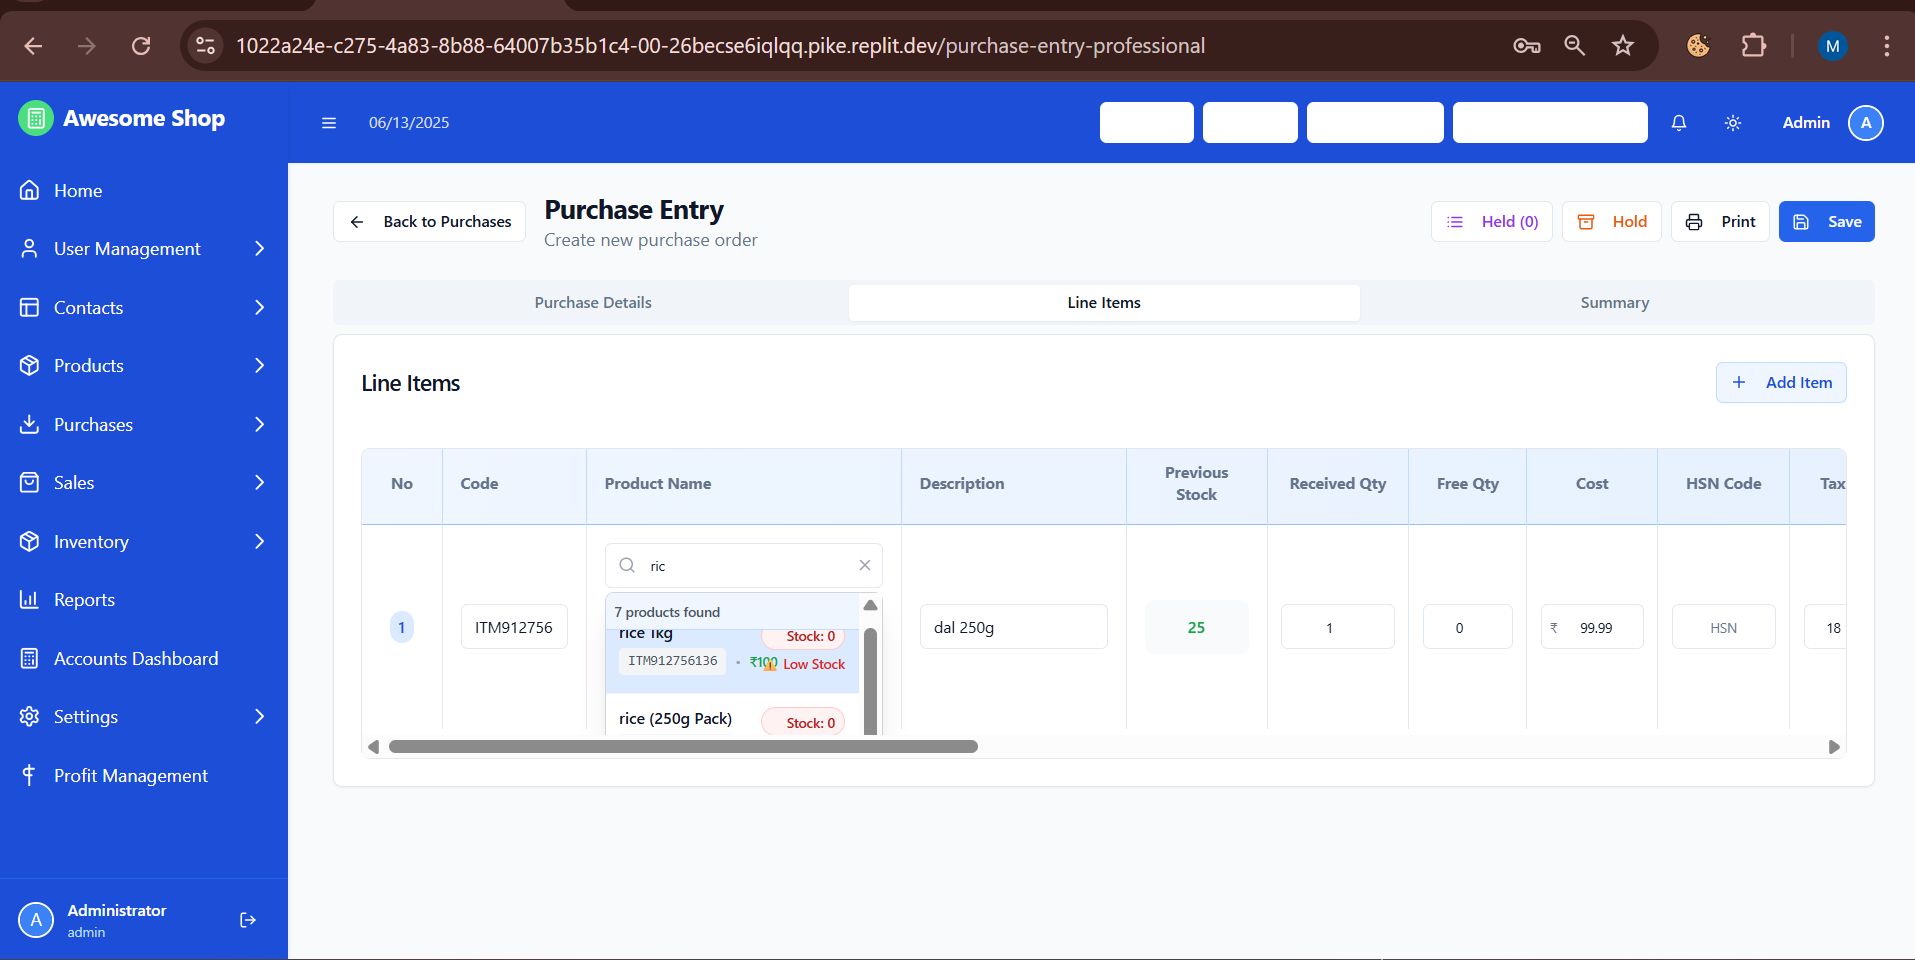 1022a24e-c275-4a83-8b88-64007b35b1c4-00-26becse6iqlqq.pike.replit.dev/purchase-entry-professional
M
Awesome Shop
06/13/2025
Admin
A
Home
User Management
Contacts
Products
Purchases
Sales
Inventory
Reports
Accounts Dashboard
Settings
Profit Management
A
Administrator
admin
Back to Purchases
Purchase Entry
Create new purchase order
Held (0)
Hold
Print
Save
Purchase Details
Line Items
Summary
Line Items
Add Item
No
Code
Product Name
Description
Previous
Stock
Received Qty
Free Qty
Cost
HSN Code
Tax
1
ITM912756
ric
7 products found
rice 1kg
Stock: 0
ITM912756136
•
₹100
Low Stock
rice (250g Pack)
Stock: 0
dal 250g
25
1
0
₹ 99.99
HSN
18